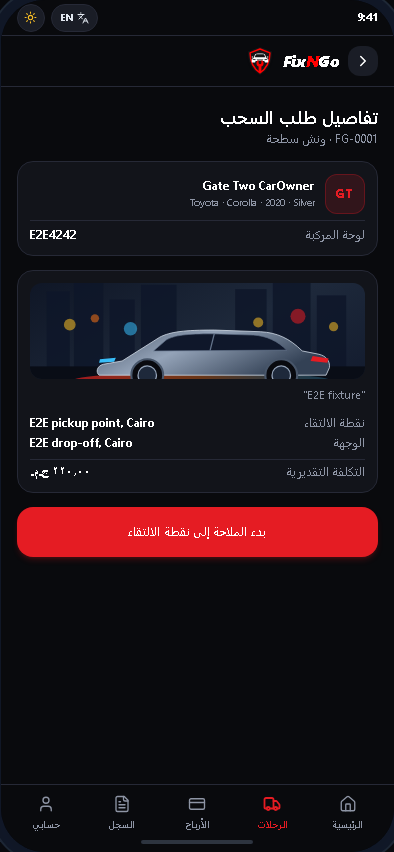 9:41
EN
FixNGo
تفاصيل طلب السحب
FG-0001 · ونش سطحة
GT
Gate Two CarOwner
Toyota · Corolla · 2020 · Silver
لوحة المركبة
E2E4242
"E2E fixture"
نقطة الالتقاء
E2E pickup point, Cairo
الوجهة
E2E drop-off, Cairo
التكلفة التقديرية
٢٢٠٫٠٠ ج.م.
بدء الملاحة إلى نقطة الالتقاء
الرئيسية
الرحلات
الأرباح
السجل
حسابي